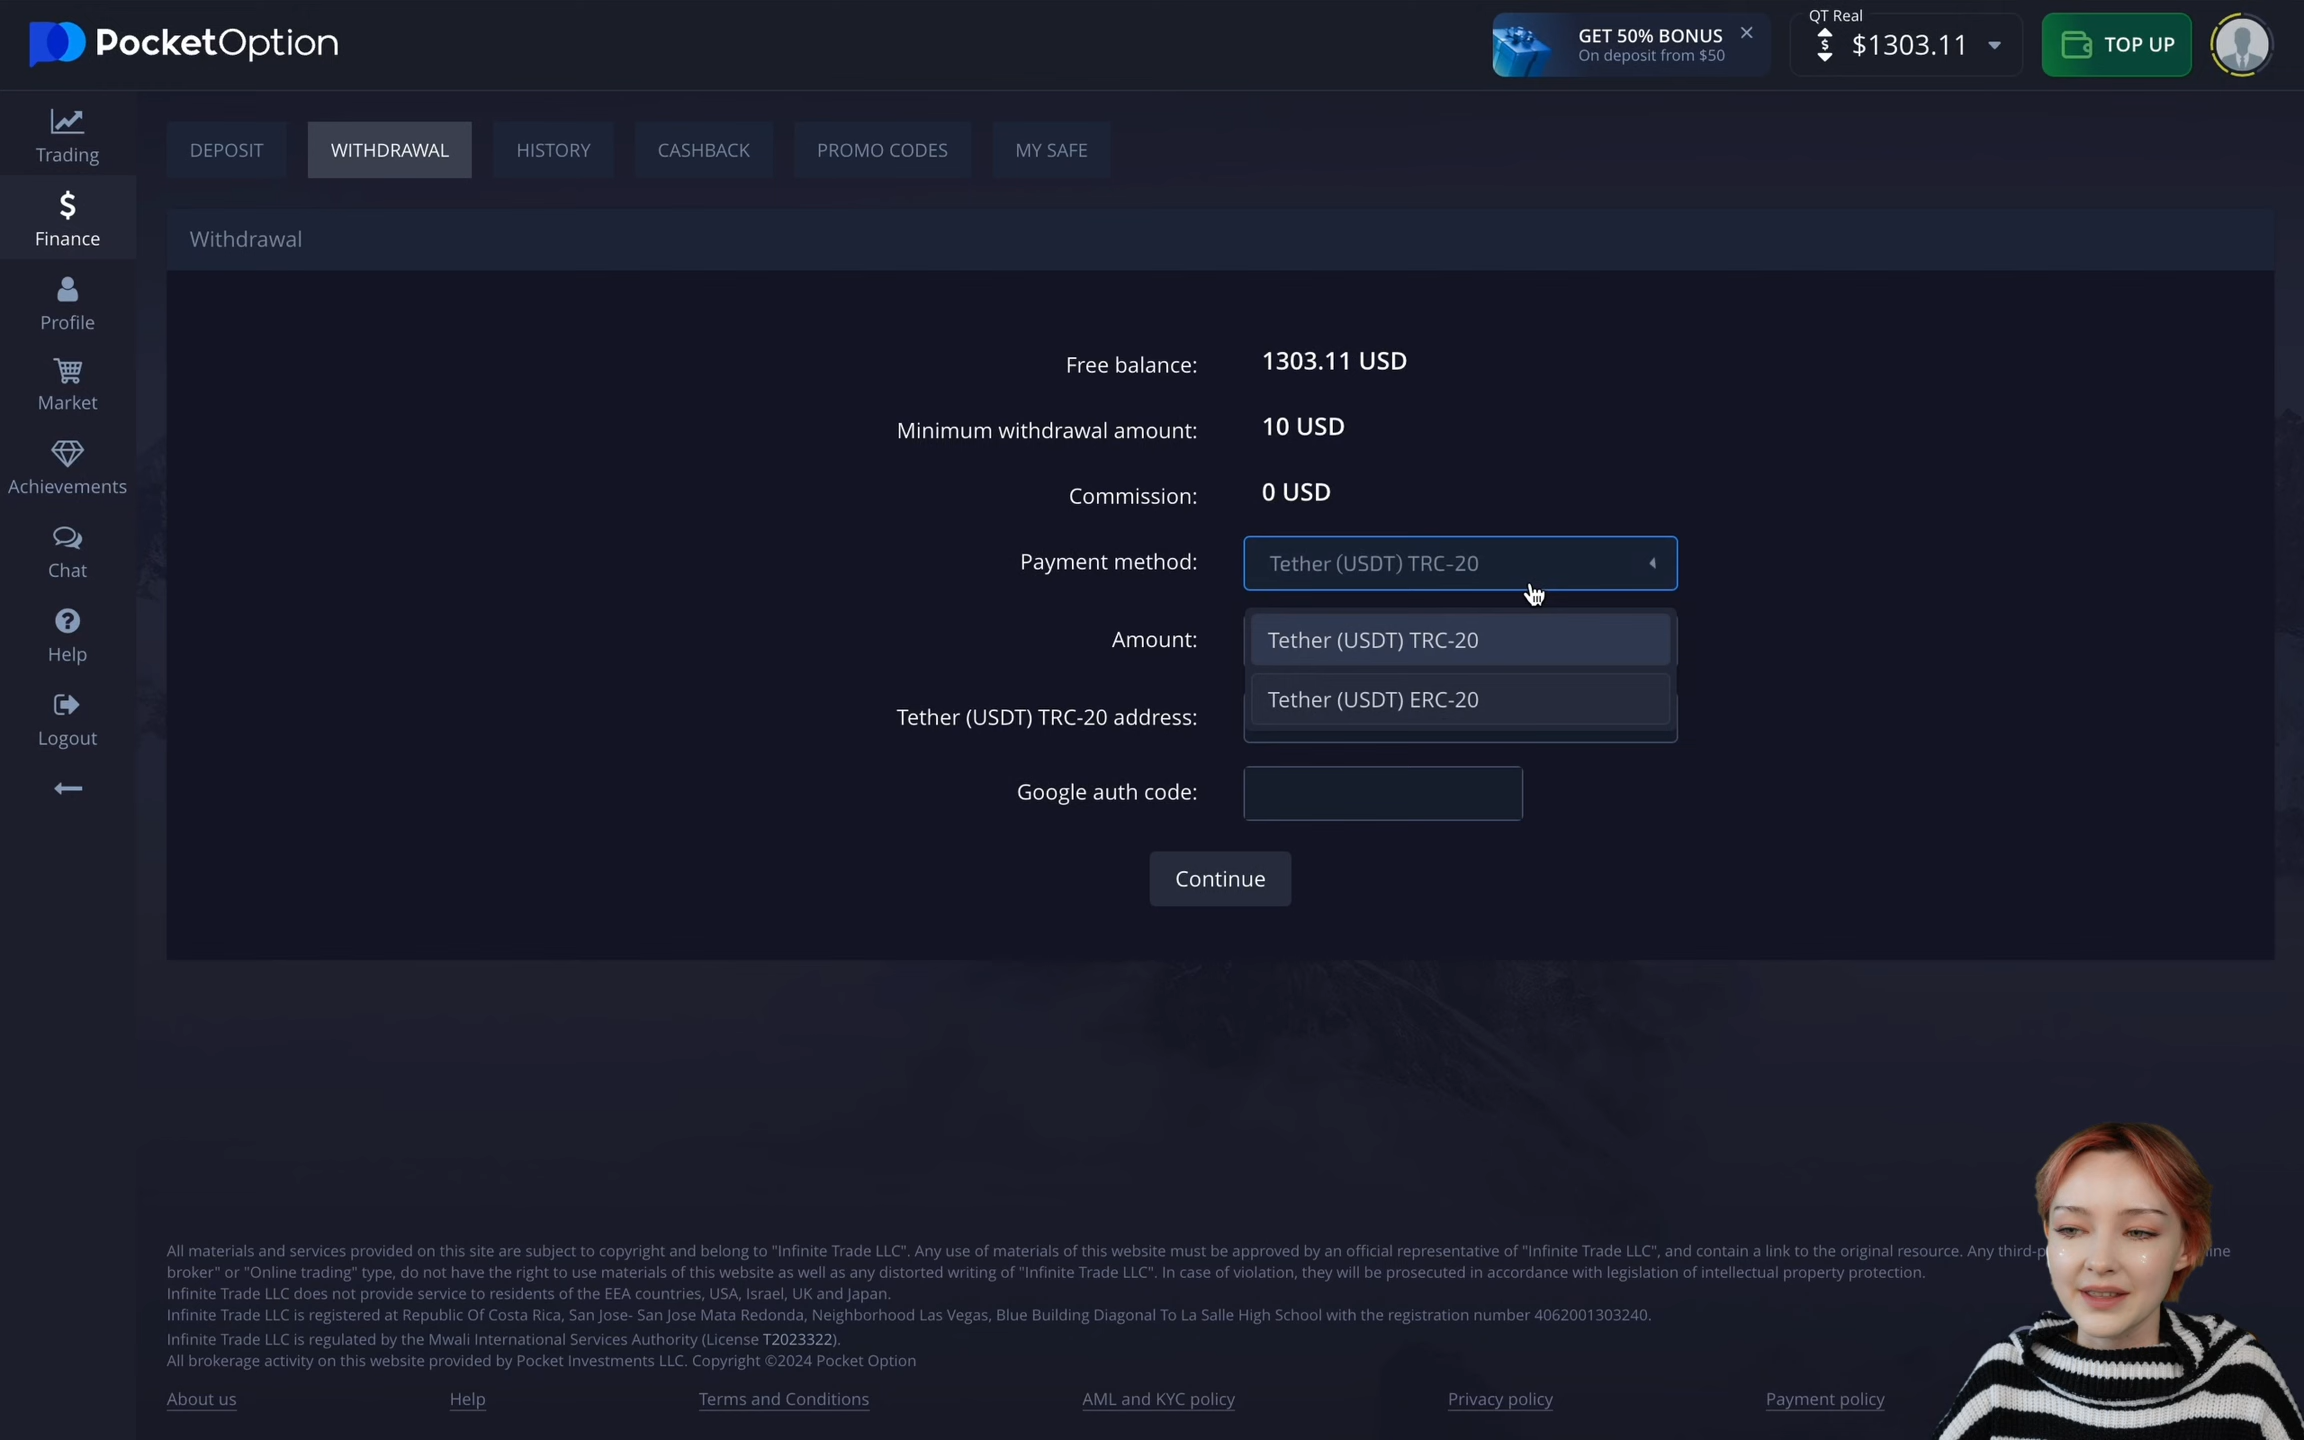 PocketOption
GET 50% BONUS
On deposit from $50
QT Real
$1303.11
TOP UP
Trading
Finance
Profile
Market
Achievements
Chat
Help
Logout
DEPOSIT
WITHDRAWAL
HISTORY
CASHBACK
PROMO CODES
MY SAFE
Withdrawal
Free balance: 1303.11 USD
Minimum withdrawal amount: 10 USD
Commission: 0 USD
Payment method: Tether (USDT) TRC-20
Amount: Tether (USDT) TRC-20
Tether (USDT) ERC-20
Tether (USDT) TRC-20 address:
Google auth code:
Continue
All materials and services provided on this site are subject to copyright and belong to "Infinite Trade LLC". Any use of materials of this website must be approved by an official representative of "Infinite Trade LLC", and contain a link to the original resource. Any
broker" or "Online trading" type, do not have the right to use materials of this website as well as any distorted writing of "Infinite Trade LLC". In case of violation, they will be prosecuted in accordance with legislation of intellectual property protection.
Infinite Trade LLC does not provide service to residents of the EEA countries, USA, Israel, UK and Japan.
Infinite Trade LLC is registered at Republic Of Costa Rica, San Jose- San Jose Mata Redonda, Neighborhood Las Vegas, Blue Building Diagonal To La Salle High School with the registration number 4062001303240.
Infinite Trade LLC is regulated by the Mwali International Services Authority (License T2023322).
All brokerage activity on this website provided by Pocket Investments LLC. Copyright ©2024 Pocket Option
About us
Help
Terms and Conditions
AML and KYC policy
Privacy policy
Payment policy